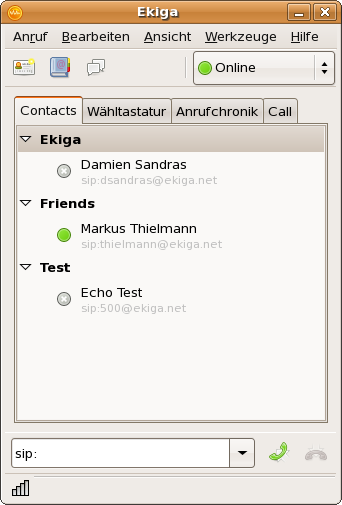 Ekiga
Anruf Bearbeiten Ansicht Werkzeuge Hilfe
Online
Contacts Wähltastatur Anrufchronik Call
Ekiga
Damien Sandras
sip:dsandras@ekiga.net
Friends
Markus Thielmann
sip:thielmann@ekiga.net
Test
Echo Test
sip:500@ekiga.net
sip: